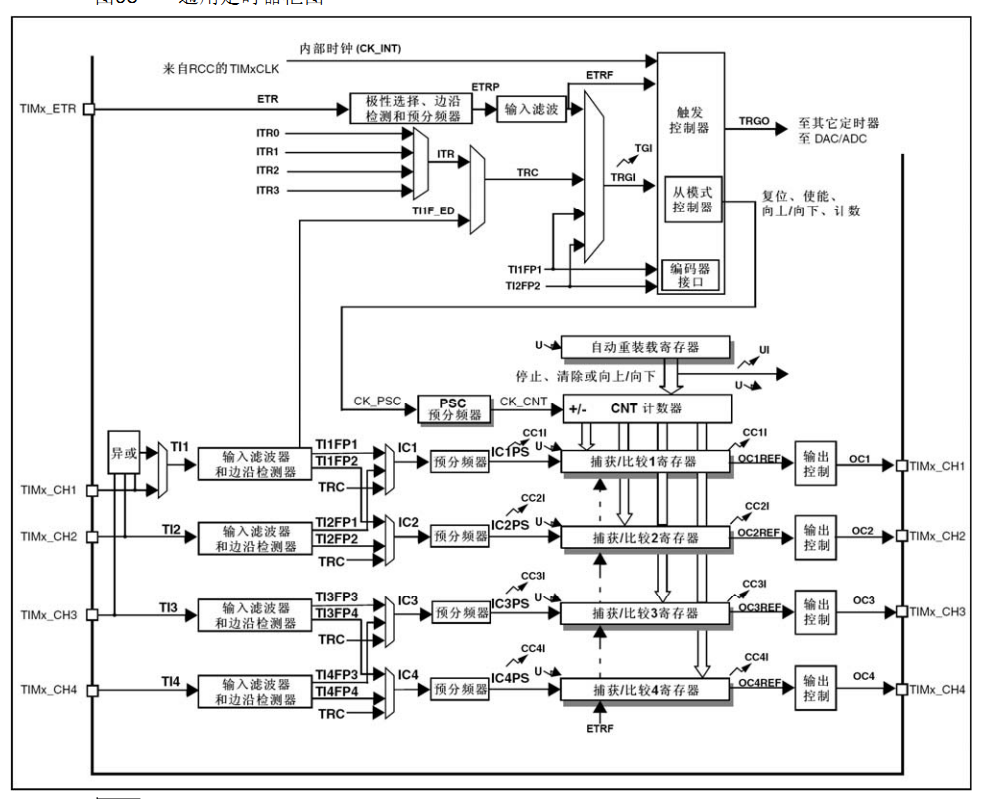 内部时钟 (CK_INT)
来自RCC的TIMxCLK
TIMx_ETR
ETR
极性选择、边沿
检测和预分频器
ETRP
输入滤波
ETRF
触发
控制器
TRGO
至其它定时器
至 DAC/ADC
ITR0
ITR1
ITR2
ITR3
ITR
TRC
TI1F_ED
TGI
TRGI
从模式
控制器
复位、使能、
向上/向下、计数
TI1FP1
TI2FP2
编码器
接口
U
自动重装载寄存器
UI
U
停止、清除或向上/向下
CK_PSC
PSC
预分频器
CK_CNT
+/-
CNT 计数器
异或
TI1
输入滤波器
和边沿检测器
TI1FP1
TI1FP2
TRC
IC1
预分频器
IC1PS
CC1I
U
捕获/比较1寄存器
CC1I
OC1REF
输出
控制
OC1
TIMx_CH1
TIMx_CH1
TIMx_CH2
TI2
输入滤波器
和边沿检测器
TI2FP1
TI2FP2
TRC
IC2
预分频器
IC2PS
CC2I
U
捕获/比较2寄存器
CC2I
OC2REF
输出
控制
OC2
TIMx_CH2
TIMx_CH3
TI3
输入滤波器
和边沿检测器
TI3FP3
TI3FP4
TRC
IC3
预分频器
IC3PS
CC3I
U
捕获/比较3寄存器
CC3I
OC3REF
输出
控制
OC3
TIMx_CH3
TIMx_CH4
TI4
输入滤波器
和边沿检测器
TI4FP3
TI4FP4
TRC
IC4
预分频器
IC4PS
CC4I
U
捕获/比较4寄存器
CC4I
OC4REF
输出
控制
OC4
TIMx_CH4
ETRF